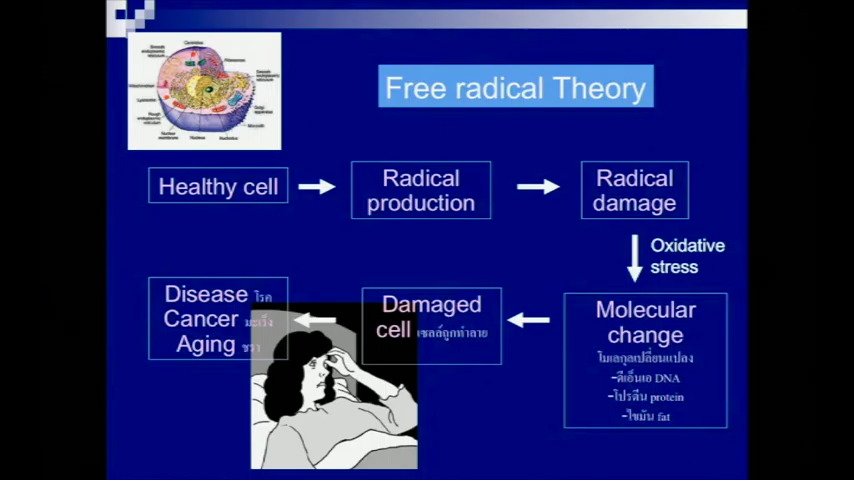 Free radical Theory
Healthy cell
Radical
production
Radical
damage
Oxidative
stress
Molecular
change
โมเลกุลเปลี่ยนแปลง
-ดีเอ็นเอ DNA
-โปรตีน protein
-ไขมัน fat
Damaged
cell เซลล์ถูกทำลาย
Disease โรค
Cancer มะเร็ง
Aging ชรา